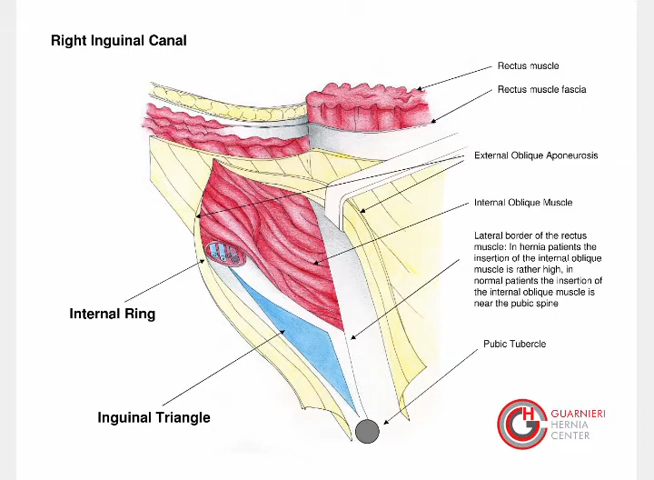 Right Inguinal Canal
Rectus muscle
Rectus muscle fascia
External Oblique Aponeurosis
Internal Oblique Muscle
Lateral border of the rectus
muscle: In hernia patients the
insertion of the internal oblique
muscle is rather high, in
normal patients the insertion of
the internal oblique muscle is
near the pubic spine
Internal Ring
Pubic Tubercle
Inguinal Triangle
GUARNIERI
HERNIA
CENTER